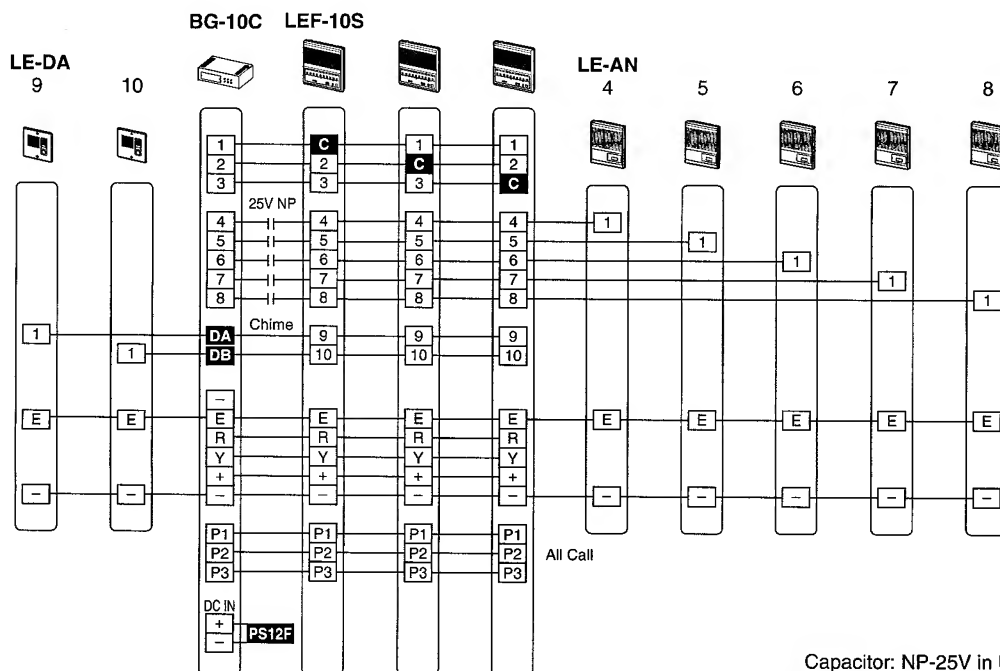 BG-10C LEF-10S
LE-DA LE-AN
9 10 4 5 6 7 8
1 C 1 1
2 2 C 2
3 3 3 C
25V NP
4 4 4 4 1
5 5 5 5 1
6 6 6 6 1
7 7 7 7 1
8 8 8 8 1
Chime
1 DA 9 9 9
1 DB 10 10 10
–
E E E E E E E E E E E
R R R R
Y Y Y Y
+ + + +
– – – – – – – – – – –
P1 P1 P1 P1
P2 P2 P2 P2 All Call
P3 P3 P3 P3
DC IN
+
–
PS12F
Capacitor: NP-25V in